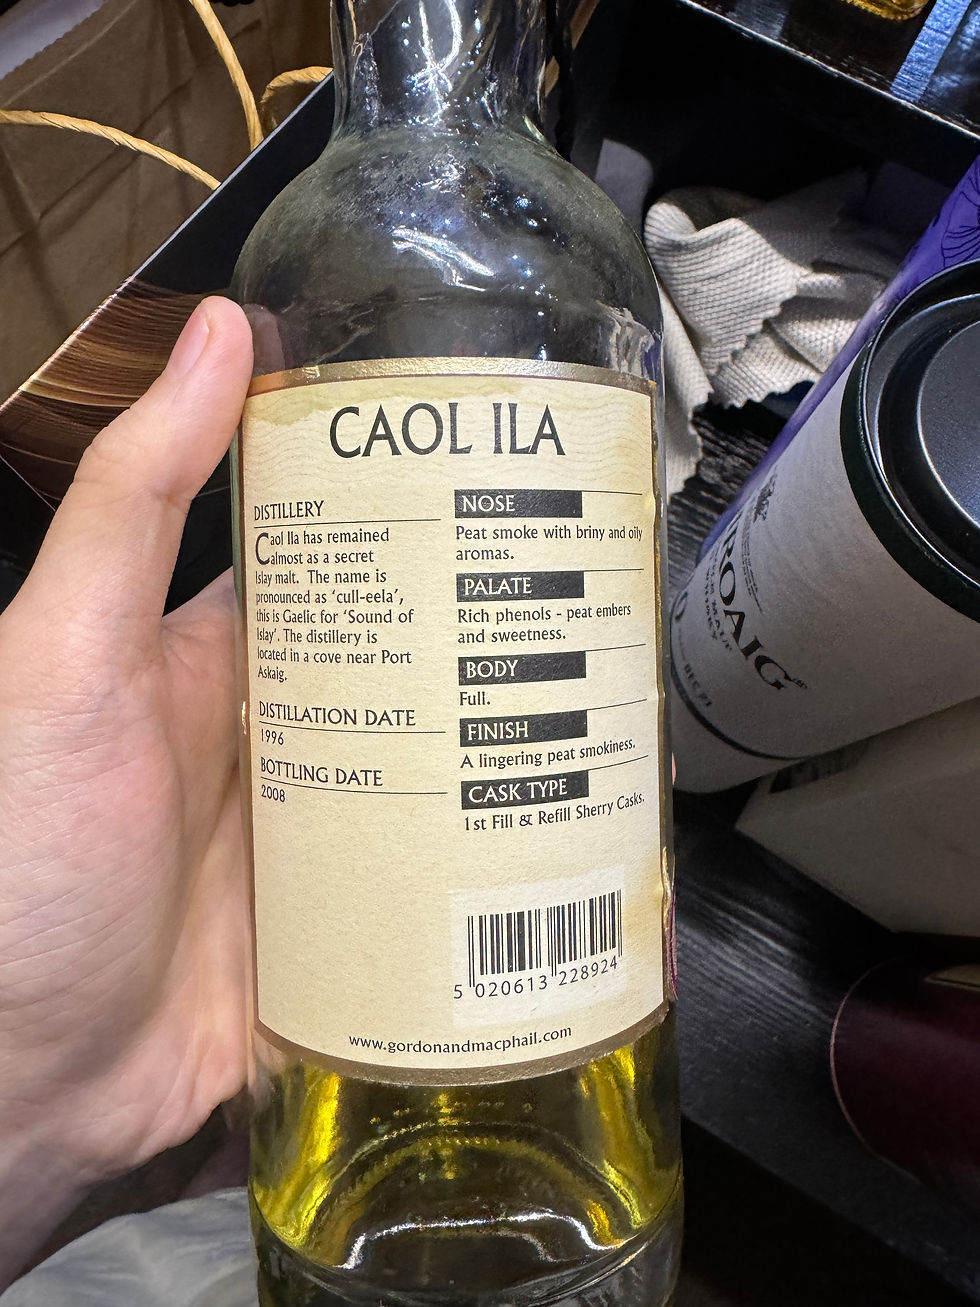 CAOL ILA
DISTILLERY
Caol Ila has remained
almost as a secret
Islay malt. The name is
pronounced as ‘cull-eela’,
this is Gaelic for ‘Sound of
Islay’. The distillery is
located in a cove near Port
Askaig.
DISTILLATION DATE
1996
BOTTLING DATE
2008
NOSE
Peat smoke with briny and oily
aromas.
PALATE
Rich phenols - peat embers
and sweetness.
BODY
Full.
FINISH
A lingering peat smokiness.
CASK TYPE
1st Fill & Refill Sherry Casks.
5 020613 228924
www.gordonandmacphail.com
ROAIG